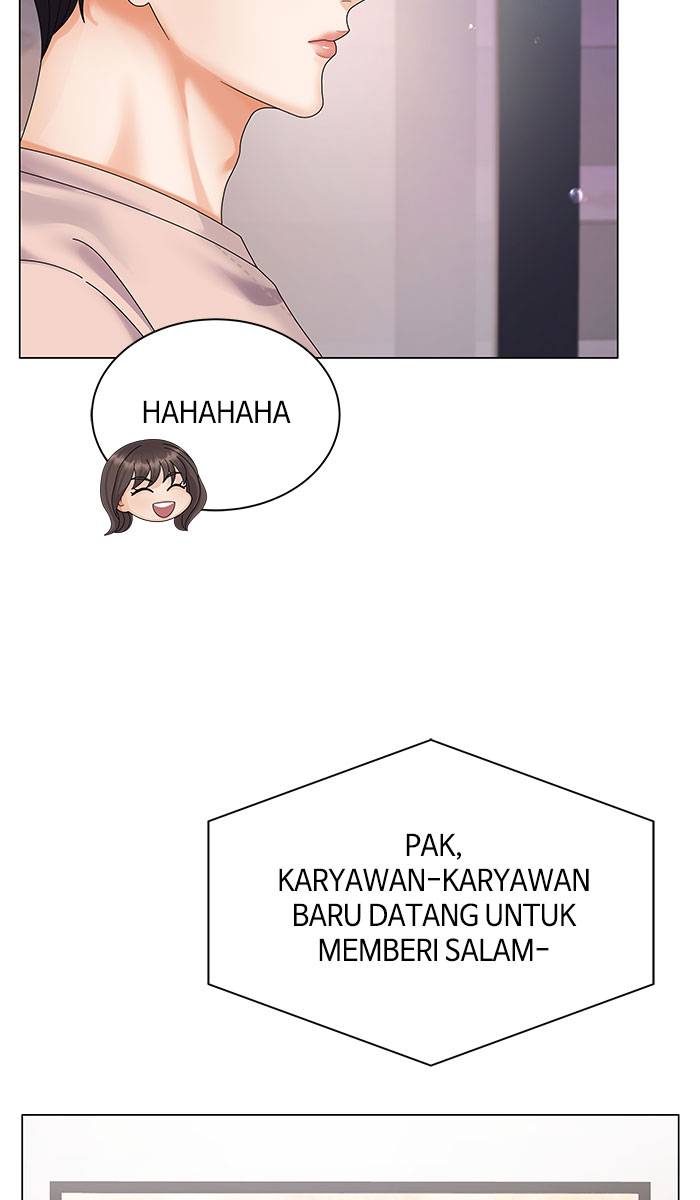 HAHAHAHA
PAK,
KARYAWAN-KARYAWAN
BARU DATANG UNTUK
MEMBERI SALAM-